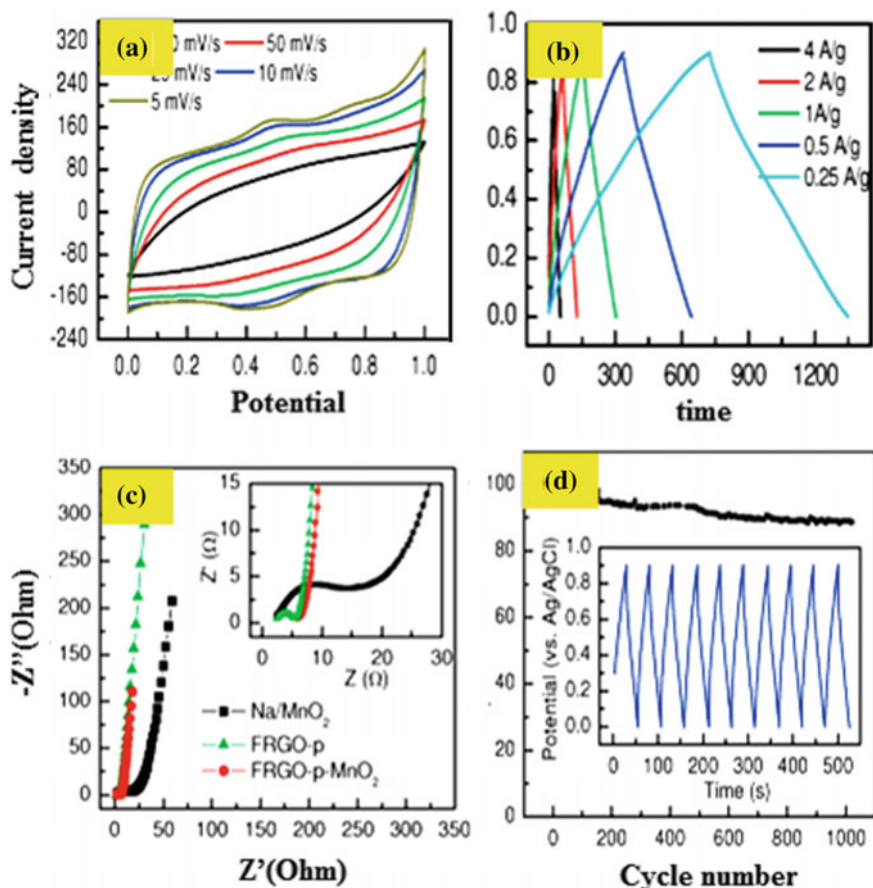 (a)
0 mV/s
50 mV/s
mV/s
10 mV/s
5 mV/s
320
240
160
80
0
-80
-160
-240
Current density
0.0 0.2 0.4 0.6 0.8 1.0
Potential
(b)
4 A/g
2 A/g
1A/g
0.5 A/g
0.25 A/g
1.0
0.8
0.6
0.4
0.2
0.0
0 300 600 900 1200
time
(c)
350
300
250
200
150
100
50
0
-Z''(Ohm)
15
10
5
0
Z' (Ω)
0 10 20 30
Z (Ω)
Na/MnO₂
FRGO-p
FRGO-p-MnO₂
0 50 100 150 200 250 300 350
Z'(Ohm)
(d)
100
80
60
40
20
0
1.0
0.8
0.6
0.4
0.2
0.0
Potential (vs. Ag/AgCl)
0 100 200 300 400 500
Time (s)
0 200 400 600 800 1000
Cycle number